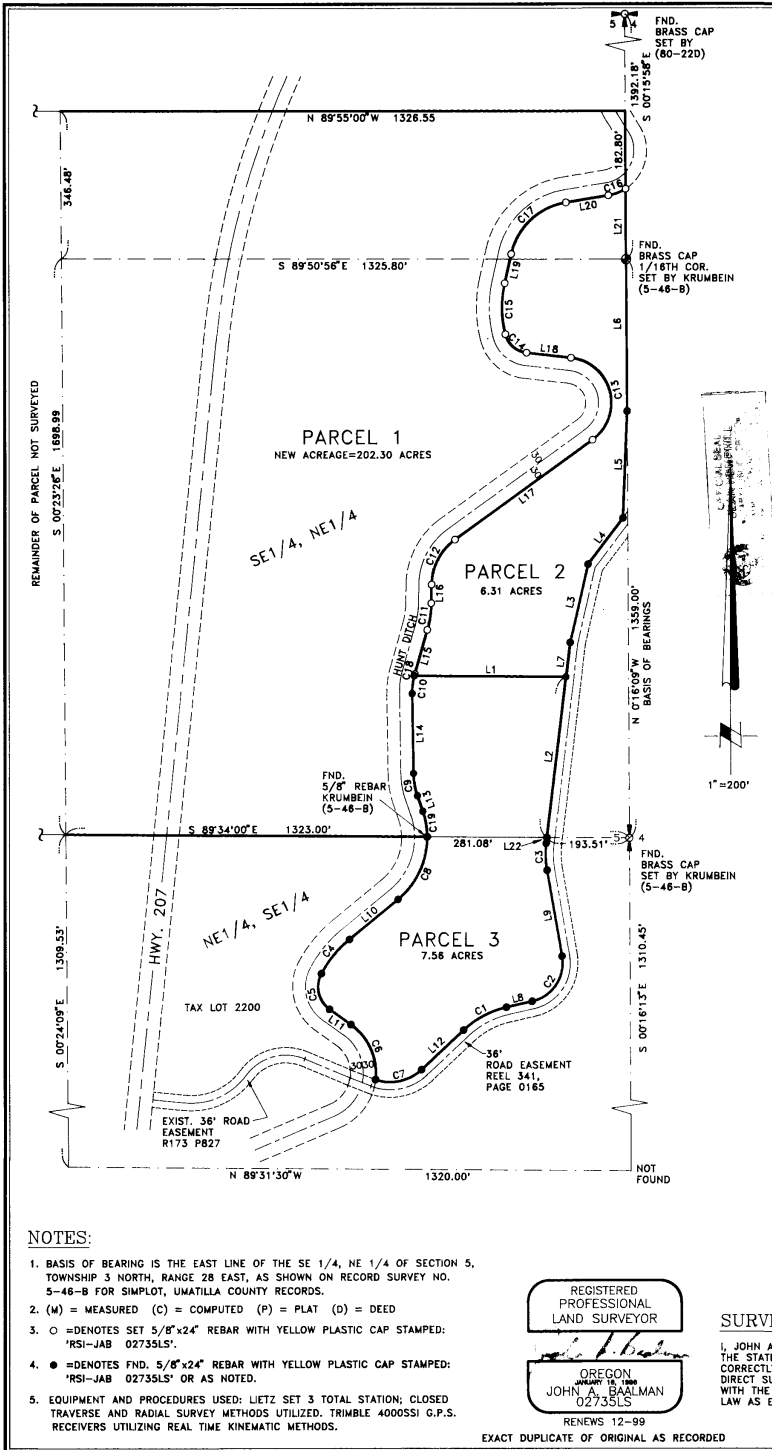 5 4
FND.
BRASS CAP
SET BY
(80-22D)
1392.18'
S 00°15'58" E
N 89°55'00" W 1326.55
182.80'
C16
L20
C17
L21
346.48'
L19
S 89°50'56" E 1325.80'
FND.
BRASS CAP
1/16TH COR.
SET BY KRUMBEIN
(5-46-B)
C15
L6
C14
L18
C13
REMAINDER OF PARCEL NOT SURVEYED
S 00°23'26" E 1698.99
PARCEL 1
NEW ACREAGE=202.30 ACRES
30
30
L17
L5
SE1/4, NE1/4
L4
C12
PARCEL 2
6.31 ACRES
L3
L16
C11
N 0°16'09" W 1359.00'
BASIS OF BEARINGS
HUNT DITCH
L15
C18
L1
L7
C10
L14
L2
1"=200'
FND.
5/8" REBAR
KRUMBEIN
(5-46-B)
C9
L13
C19
S 89°34'00" E 1323.00'
281.08'
L22
193.51'
5 4
FND.
BRASS CAP
SET BY KRUMBEIN
(5-46-B)
C3
C8
HWY. 207
NE1/4, SE1/4
L10
L9
C4
PARCEL 3
7.56 ACRES
S 00°24'09" E 1309.53'
S 00°16'13" E 1310.45'
C5
TAX LOT 2200
L11
C1
L8
C2
C6
L12
3030
C7
36'
ROAD EASEMENT
REEL 341,
PAGE 0165
EXIST. 36' ROAD
EASEMENT
R173 P827
N 89°31'30" W 1320.00'
NOT
FOUND
NOTES:
1. BASIS OF BEARING IS THE EAST LINE OF THE SE 1/4, NE 1/4 OF SECTION 5,
TOWNSHIP 3 NORTH, RANGE 28 EAST, AS SHOWN ON RECORD SURVEY NO.
5-46-B FOR SIMPLOT, UMATILLA COUNTY RECORDS.
2. (M) = MEASURED (C) = COMPUTED (P) = PLAT (D) = DEED
3. ○ =DENOTES SET 5/8"x24" REBAR WITH YELLOW PLASTIC CAP STAMPED:
'RSI-JAB 02735LS'.
4. ● =DENOTES FND. 5/8"x24" REBAR WITH YELLOW PLASTIC CAP STAMPED:
'RSI-JAB 02735LS' OR AS NOTED.
5. EQUIPMENT AND PROCEDURES USED: LIETZ SET 3 TOTAL STATION; CLOSED
TRAVERSE AND RADIAL SURVEY METHODS UTILIZED. TRIMBLE 4000SSI G.P.S.
RECEIVERS UTILIZING REAL TIME KINEMATIC METHODS.
REGISTERED
PROFESSIONAL
LAND SURVEYOR
OREGON
JOHN A. BAALMAN
02735LS
RENEWS 12-99
EXACT DUPLICATE OF ORIGINAL AS RECORDED
SURVE
I, JOHN A
THE STAT
CORRECTL
DIRECT SU
WITH THE
LAW AS E